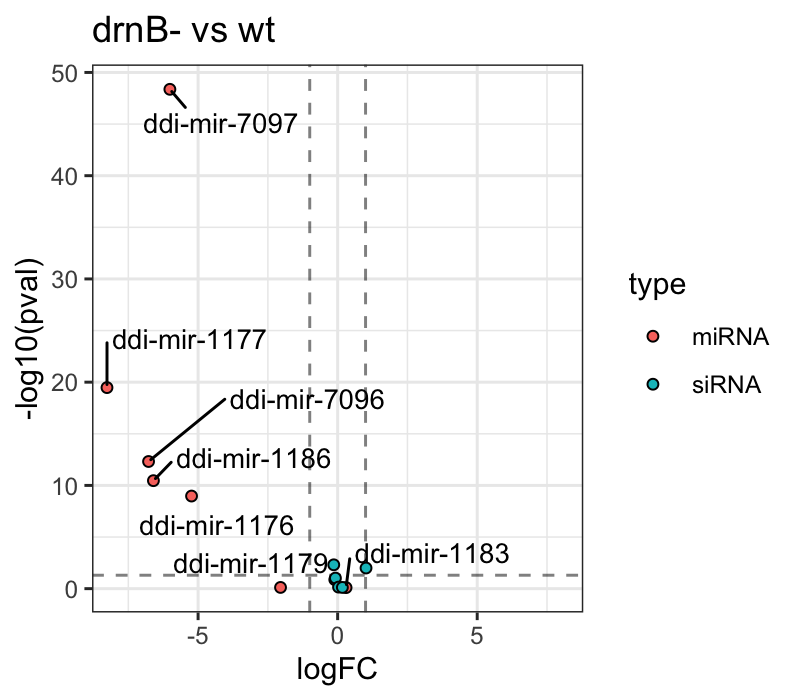 drnB- vs wt
50
40
30
20
10
0
-log10(pval)
ddi-mir-7097
ddi-mir-1177
ddi-mir-7096
ddi-mir-1186
ddi-mir-1176
ddi-mir-1179
ddi-mir-1183
-5
0
5
logFC
type
miRNA
siRNA